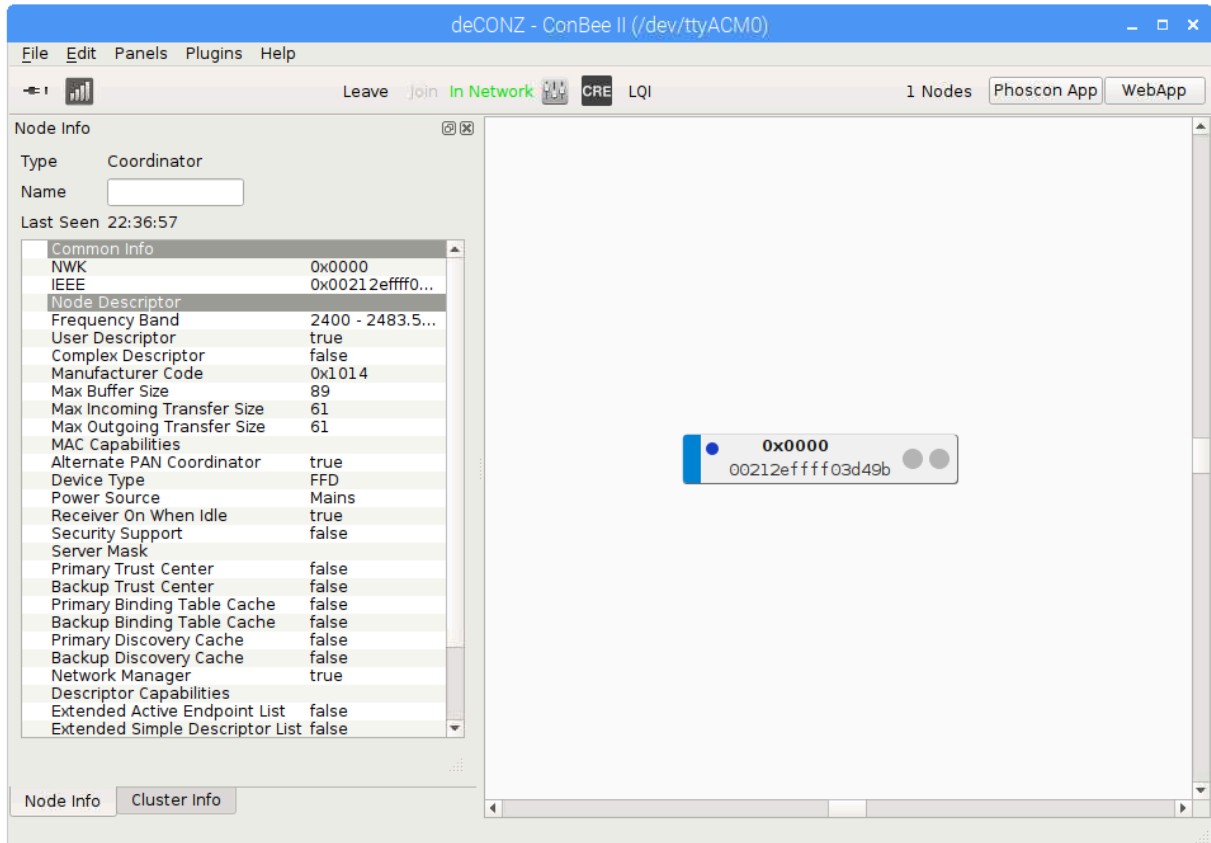 deCONZ - ConBee II (/dev/ttyACM0)
File Edit Panels Plugins Help
Leave Join In Network CRE LQI 1 Nodes Phoscon App WebApp
Node Info
Type Coordinator
Name
Last Seen 22:36:57
Common Info
NWK 0x0000
IEEE 0x00212effff0...
Node Descriptor
Frequency Band 2400 - 2483.5...
User Descriptor true
Complex Descriptor false
Manufacturer Code 0x1014
Max Buffer Size 89
Max Incoming Transfer Size 61
Max Outgoing Transfer Size 61
MAC Capabilities
Alternate PAN Coordinator true
Device Type FFD
Power Source Mains
Receiver On When Idle true
Security Support false
Server Mask
Primary Trust Center false
Backup Trust Center false
Primary Binding Table Cache false
Backup Binding Table Cache false
Primary Discovery Cache false
Backup Discovery Cache false
Network Manager true
Descriptor Capabilities
Extended Active Endpoint List false
Extended Simple Descriptor List false
Node Info Cluster Info
0x0000
00212effff03d49b